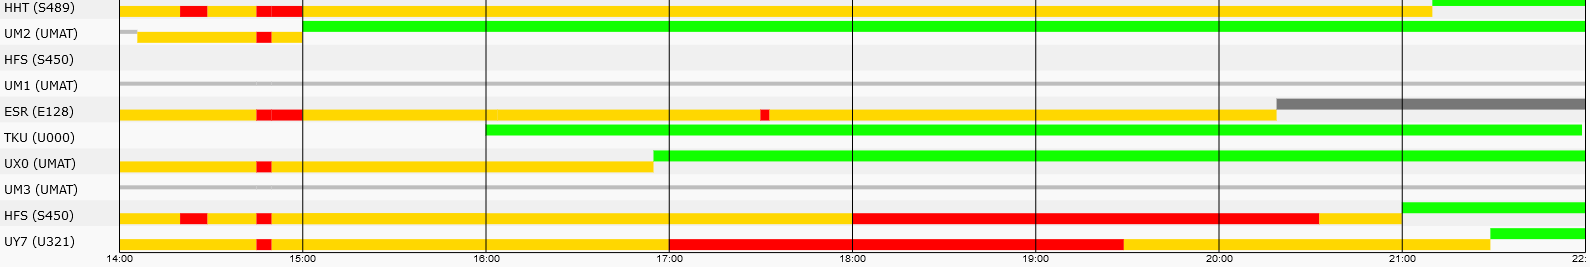 HHT (S489)
UM2 (UMAT)
HFS (S450)
UM1 (UMAT)
ESR (E128)
TKU (U000)
UX0 (UMAT)
UM3 (UMAT)
HFS (S450)
UY7 (U321)
14:00 15:00 16:00 17:00 18:00 19:00 20:00 21:00 22: